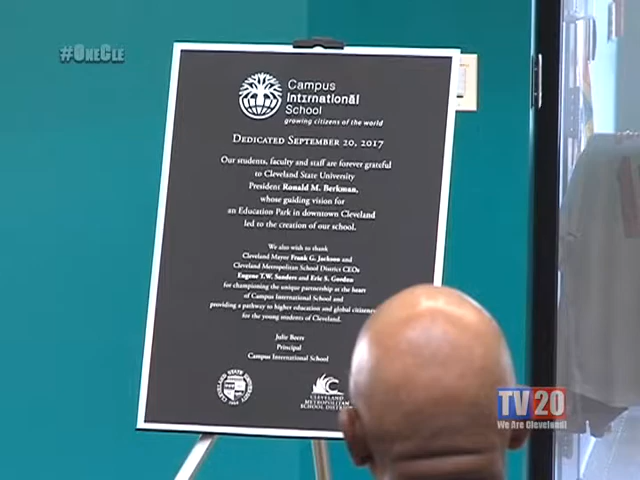 #OneCle
Campus
Intɪrnationāl
School
growing citizens of the world
Dedicated September 20, 2017
Our students, faculty and staff are forever grateful
to Cleveland State University
President Ronald M. Berkman,
whose guiding vision for
an Education Park in downtown Cleveland
led to the creation of our school.
We also wish to thank
Cleveland Mayor Frank G. Jackson and
Cleveland Metropolitan School District CEOs
Eugene T.W. Sanders and Eric S. Gordon
for championing the unique partnership at the heart
of Campus International School and
providing a pathway to higher education and global citizenship
for the young students of Cleveland.
Julie Beers
Principal
Campus International School
Cleveland State University
Cleveland
Metropolitan
School District
TV20
We Are Cleveland!